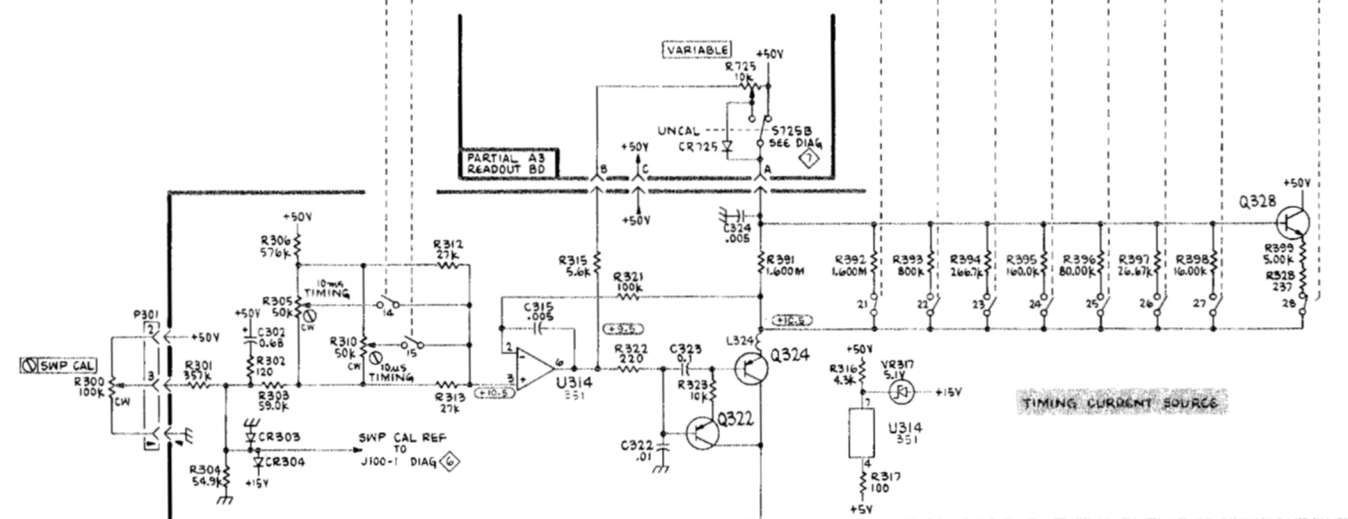 VARIABLE
+50V
R725
10k
UNCAL
S725B
SEE DIAG
7
CR725
PARTIAL A3
READOUT BD
+50V
B
C
A
+50V
C324
.005
+50V
Q328
+50V
R306
576k
R312
27k
10ms
TIMING
R305
50k
CW
14
R310
50k
CW
15
10µs
TIMING
R313
27k
P301
2
+50V
+50V
C302
0.68
R302
120
SWP CAL
R300
100k
CW
3
R301
357k
R303
59.0k
CR303
CR304
+15V
R304
54.9k
SWP CAL REF
TO
J100-1 DIAG 6
R315
5.6k
R321
100k
C315
.005
2
3
6
+10.5
U314
351
+9.5
R322
220
C323
0.1
R323
10k
Q322
C322
.01
L324
Q324
+10.5
R391
1.600M
R392
1.600M
R393
800k
R394
266.7k
R395
160.0k
R396
80.00k
R397
26.67k
R398
16.00k
R399
5.00k
R328
237
21
22
23
24
25
26
27
28
+50V
R316
4.3k
VR317
5.1V
+15V
7
U314
351
4
R317
100
+5V
TIMING CURRENT SOURCE